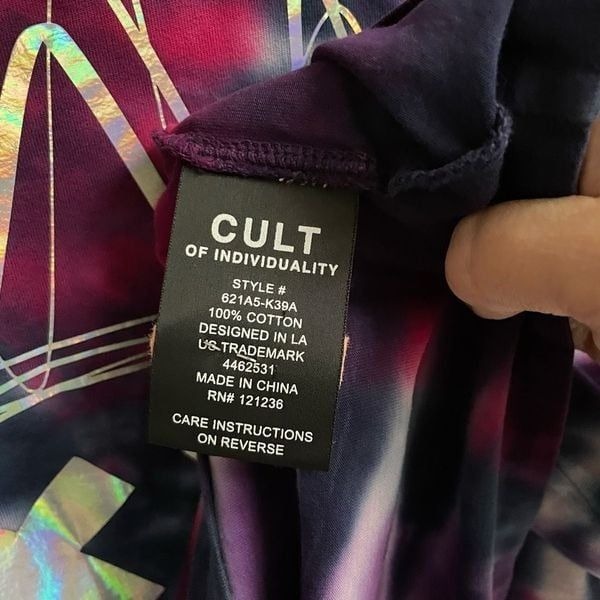 CULT
OF INDIVIDUALITY
STYLE #
621A5-K39A
100% COTTON
DESIGNED IN LA
US TRADEMARK
4462531
MADE IN CHINA
RN# 121236
CARE INSTRUCTIONS
ON REVERSE